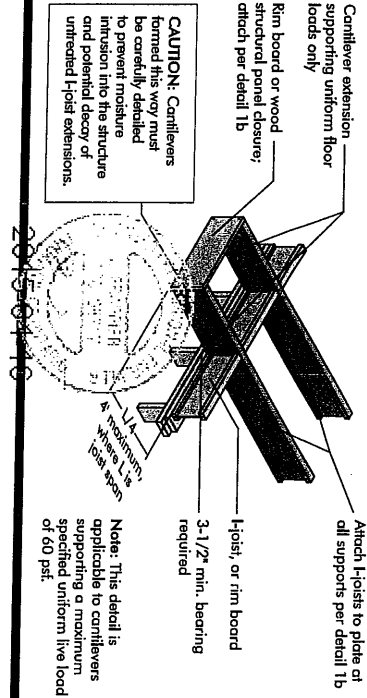 Cantilever extension
supporting uniform floor
loads only
Rim board or wood
structural panel closure;
attach per detail 1b
CAUTION: Cantilevers
formed this way must
be carefully detailed
to prevent moisture
intrusion into the structure
and potential decay of
untreated I-joist extensions.
Attach I-joists to plate at
all supports per detail 1b
I-joist, or rim board
3-1/2" min. bearing
required
L/4
4' maximum,
where L is
joist span
Note: This detail is
applicable to cantilevers
supporting a maximum
specified uniform live load
of 60 psf.